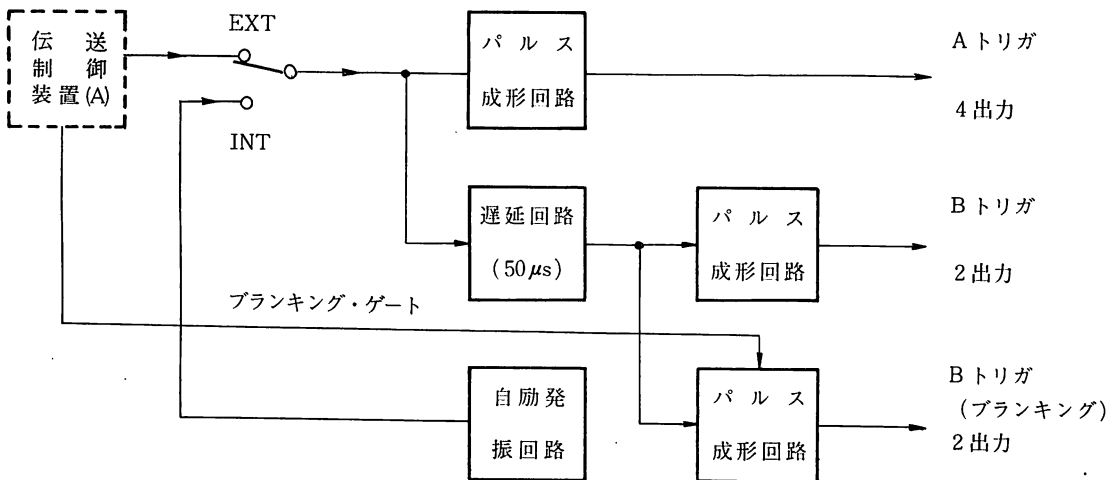 伝送
制御
装置(A)
EXT
INT
パルス
成形回路
Aトリガ
4出力
遅延回路
(50μs)
パルス
成形回路
Bトリガ
2出力
ブランキング・ゲート
自励発
振回路
パルス
成形回路
Bトリガ
(ブランキング)
2出力